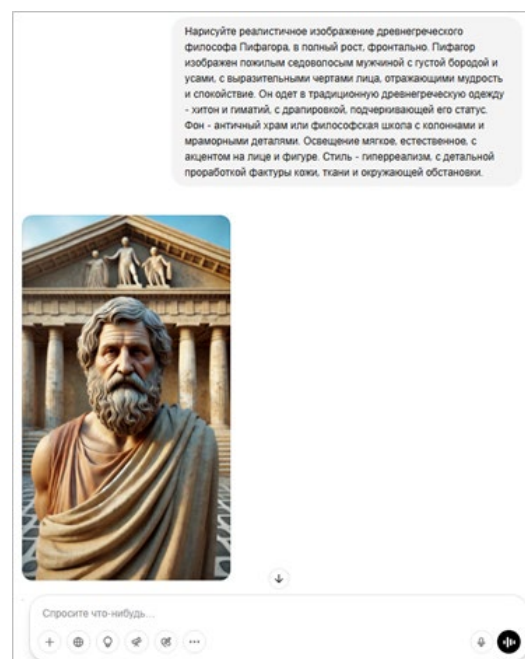 Нарисуйте реалистичное изображение древнегреческого
философа Пифагора, в полный рост, фронтально. Пифагор
изображен пожилым седоволосым мужчиной с густой бородой и
усами, с выразительными чертами лица, отражающими мудрость
и спокойствие. Он одет в традиционную древнегреческую одежду
- хитон и гиматий, с драпировкой, подчеркивающей его статус.
Фон - античный храм или философская школа с колоннами и
мраморными деталями. Освещение мягкое, естественное, с
акцентом на лице и фигуре. Стиль - гиперреализм, с детальной
проработкой фактуры кожи, ткани и окружающей обстановки.
Спросите что-нибудь...